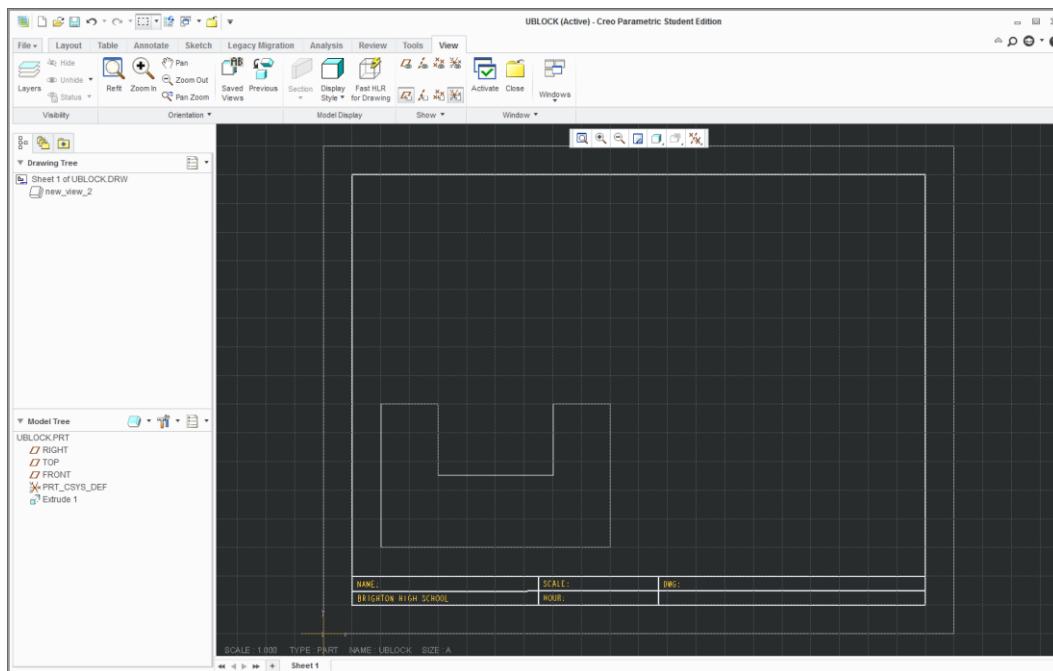 UBLOCK (Active) - Creo Parametric Student Edition
File Layout Table Annotate Sketch Legacy Migration Analysis Review Tools View
Layers
Hide
Unhide
Status
Refit
Zoom In
Pan
Zoom Out
Pan Zoom
Saved Views
Previous
Section
Display Style
Fast HLR for Drawing
Activate
Close
Windows
Visibility Orientation Model Display Show Window
Drawing Tree
Sheet 1 of UBLOCK.DRW
new_view_2
Model Tree
UBLOCK.PRT
RIGHT
TOP
FRONT
PRT_CSYS_DEF
Extrude 1
NAME: SCALE: DWG:
BRIGHTON HIGH SCHOOL HOUR:
SCALE : 1.000 TYPE : PART NAME : UBLOCK SIZE : A
Sheet 1